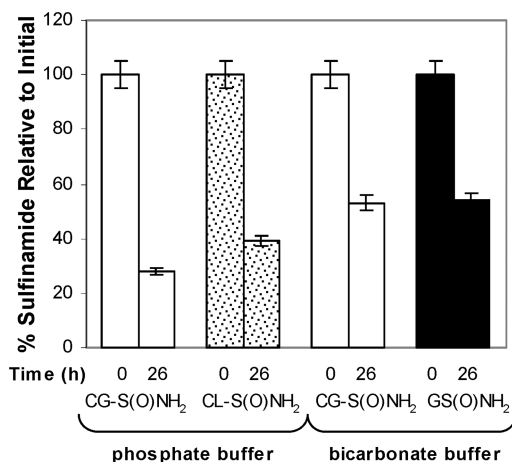 % Sulfinamide Relative to Initial
120
100
80
60
40
20
0
Time (h) 0 26 0 26 0 26 0 26
CG-S(O)NH₂ CL-S(O)NH₂ CG-S(O)NH₂ GS(O)NH₂
phosphate buffer bicarbonate buffer